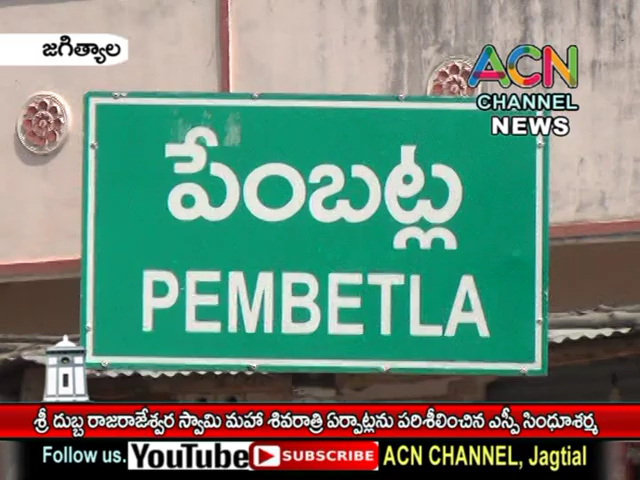 జగిత్యాల
ACN
CHANNEL
NEWS
పేంబట్ల
PEMBETLA
శ్రీ దుబ్బ రాజరాజేశ్వర స్వామి మహా శివరాత్రి ఏర్పాట్లను పరిశీలించిన ఎస్పీ సింధూశర్మ
Follow us. YouTube SUBSCRIBE ACN CHANNEL, Jagtial